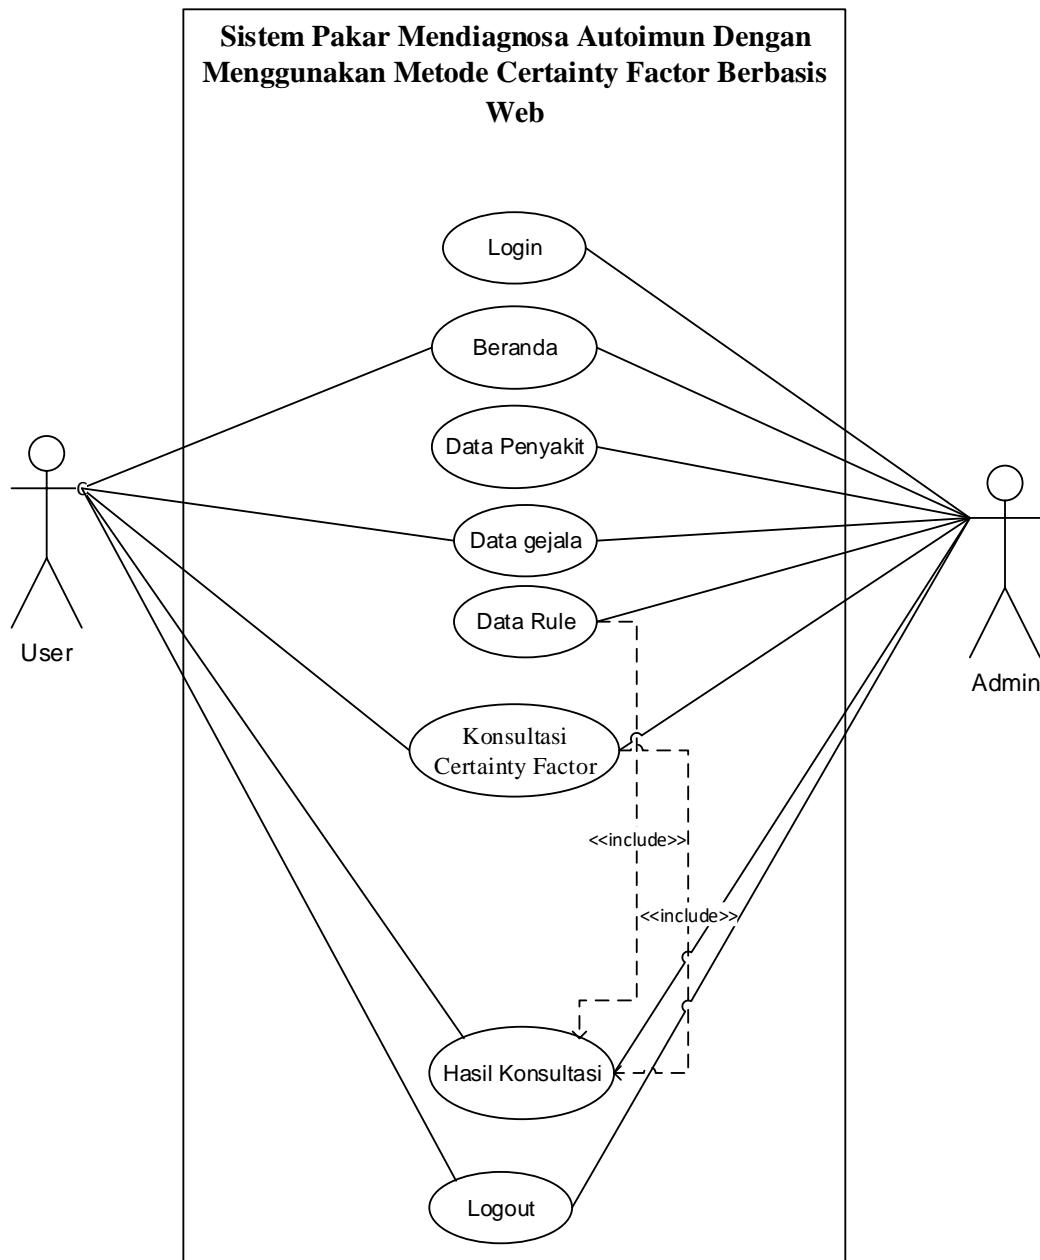 Sistem Pakar Mendiagnosa Autoimun Dengan
Menggunakan Metode Certainty Factor Berbasis
Web
Login
Beranda
Data Penyakit
Data gejala
Data Rule
User
Admin
Konsultasi
Certainty Factor
<<include>>
<<include>>
Hasil Konsultasi
Logout